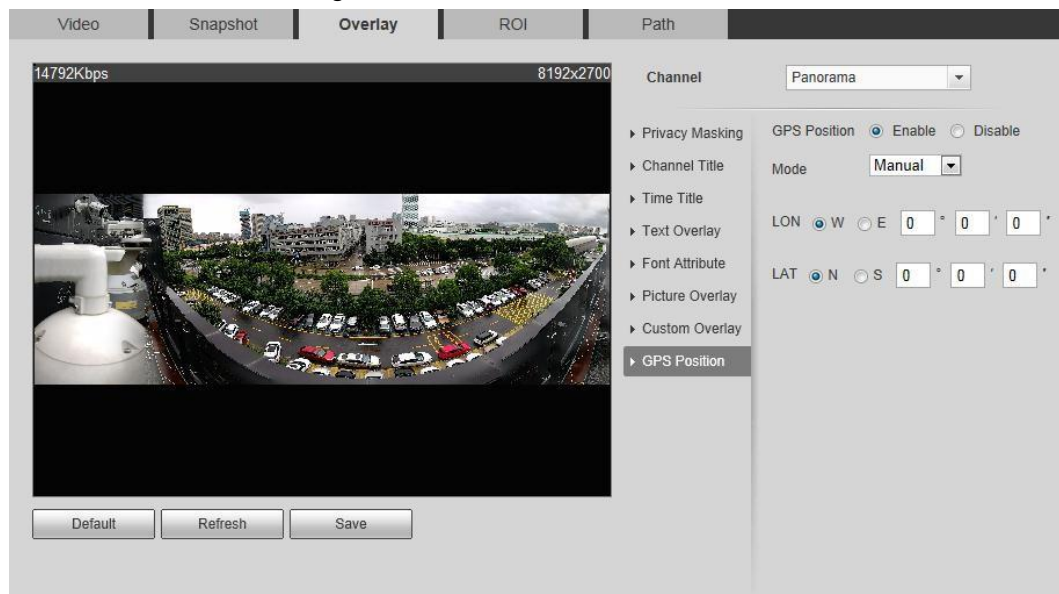 Video Snapshot Overlay ROI Path
14792Kbps 8192x2700
Channel Panorama
Privacy Masking
Channel Title
Time Title
Text Overlay
Font Attribute
Picture Overlay
Custom Overlay
GPS Position
GPS Position Enable Disable
Mode Manual
LON W E 0 ° 0 ' 0 "
LAT N S 0 ° 0 ' 0 "
Default Refresh Save